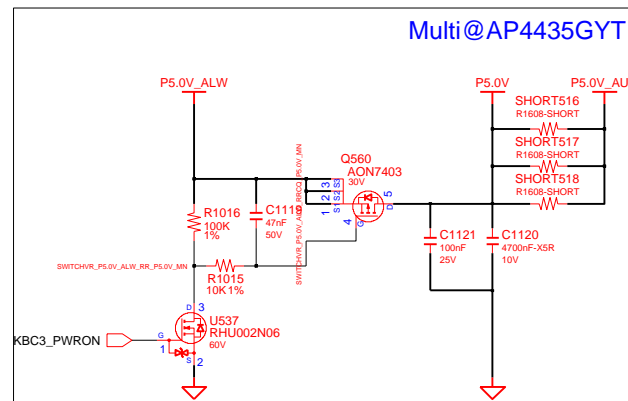 Multi@AP4435GYT
P5.0V_ALW
P5.0V
P5.0V_AU
SHORT516
R1608-SHORT
SHORT517
R1608-SHORT
SHORT518
R1608-SHORT
Q560
AON7403
30V
3 S3
2 S2
1 S1
5
D
4
G
R1016
100K
1%
C1119
47nF
50V
SWITCHVR_P5.0V_ALW_RR_P5.0V_MN
R1015
10K 1%
C1121
100nF
25V
C1120
4700nF-X5R
10V
D 3
U537
RHU002N06
60V
KBC3_PWRON
G
1
S 2